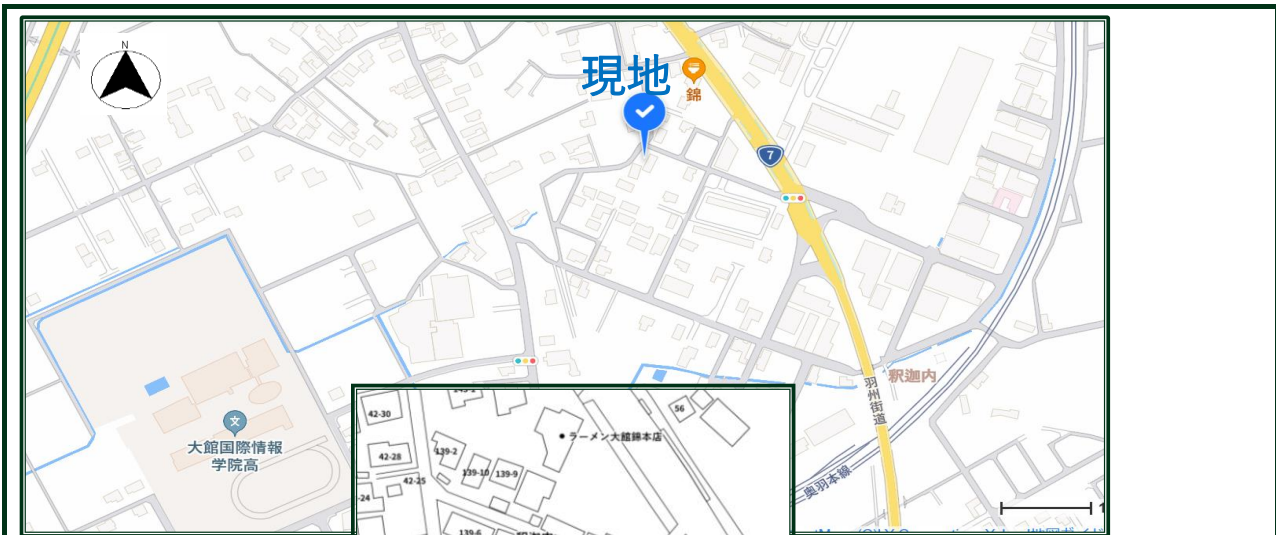 N
現地
錦
7
釈迦内
羽州街道
大館国際情報
学院高
奥羽本線
42-30
56
ラーメン大館錦本店
42-28
139-2
139-10
139-9
42-25
-24
139-6
1